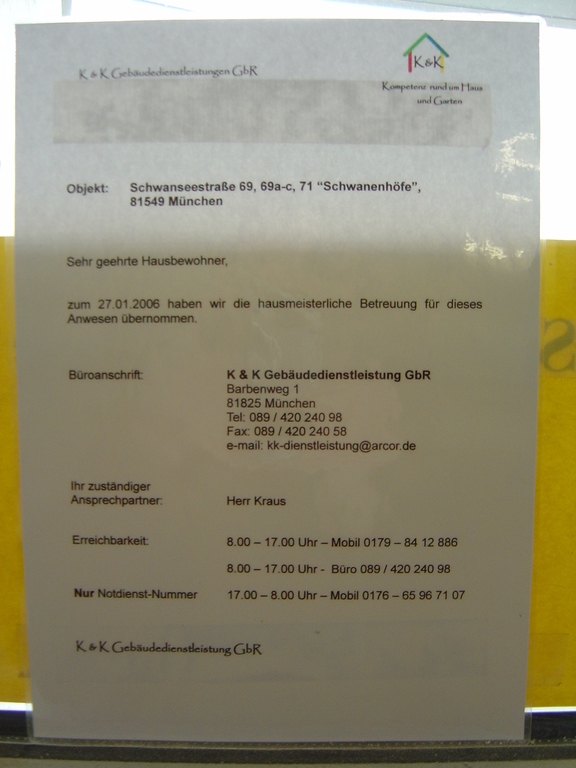 K & K Gebäudedienstleistungen GbR
K&K
Kompetenz rund um Haus
und Garten
Objekt: Schwanseestraße 69, 69a-c, 71 "Schwanenhöfe",
81549 München
Sehr geehrte Hausbewohner,
zum 27.01.2006 haben wir die hausmeisterliche Betreuung für dieses
Anwesen übernommen.
Büroanschrift: K & K Gebäudedienstleistung GbR
Barbenweg 1
81825 München
Tel: 089 / 420 240 98
Fax: 089 / 420 240 58
e-mail: kk-dienstleistung@arcor.de
Ihr zuständiger
Ansprechpartner: Herr Kraus
Erreichbarkeit: 8.00 – 17.00 Uhr – Mobil 0179 – 84 12 886
8.00 – 17.00 Uhr - Büro 089 / 420 240 98
Nur Notdienst-Nummer 17.00 – 8.00 Uhr – Mobil 0176 – 65 96 71 07
K & K Gebäudedienstleistung GbR